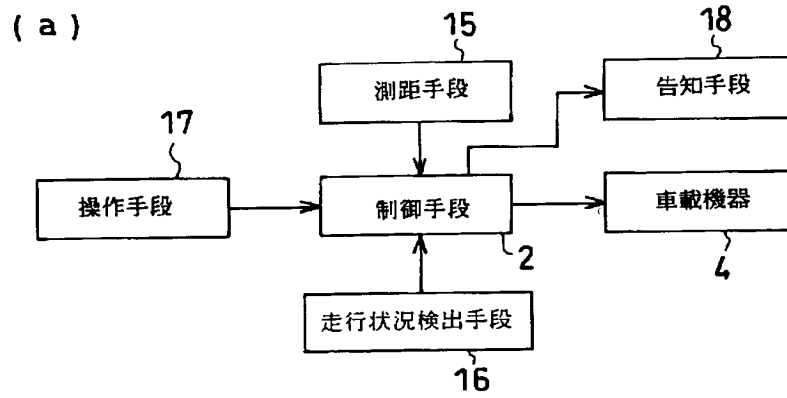 (a)
15
18
測距手段
告知手段
17
操作手段
制御手段
車載機器
2
4
走行状況検出手段
16